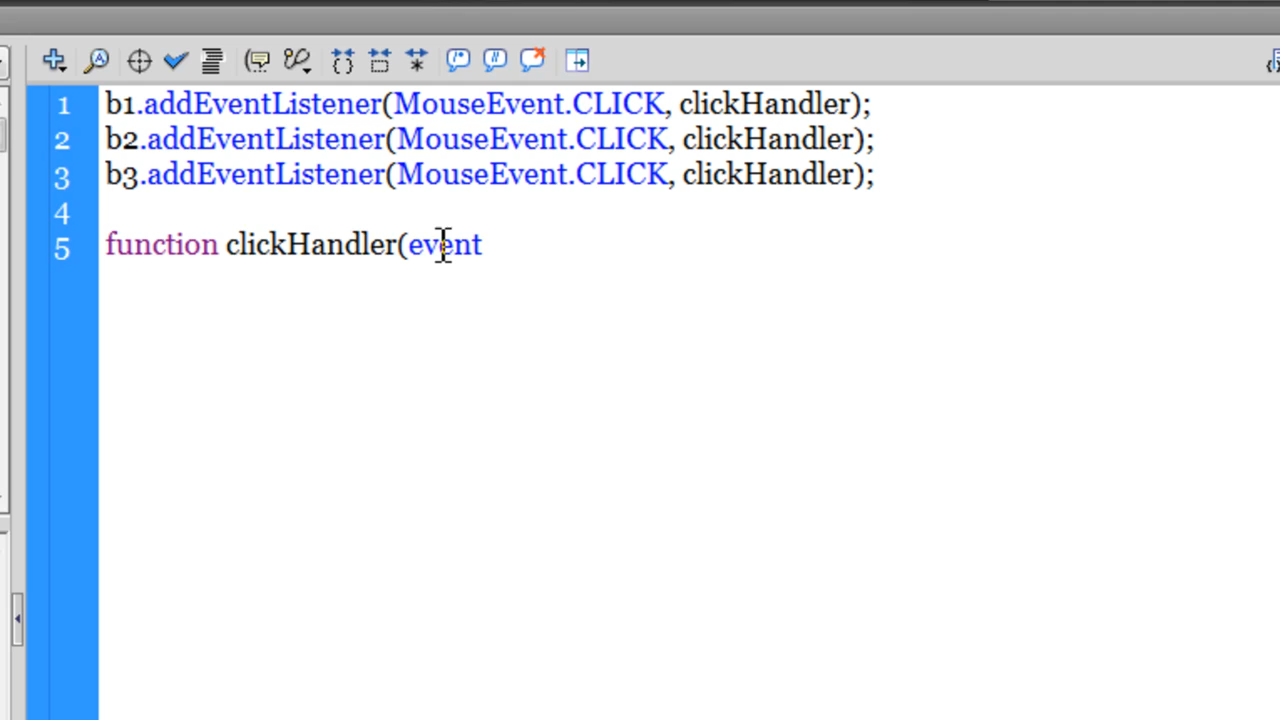 1 b1.addEventListener(MouseEvent.CLICK, clickHandler);
2 b2.addEventListener(MouseEvent.CLICK, clickHandler);
3 b3.addEventListener(MouseEvent.CLICK, clickHandler);
4
5 function clickHandler(event